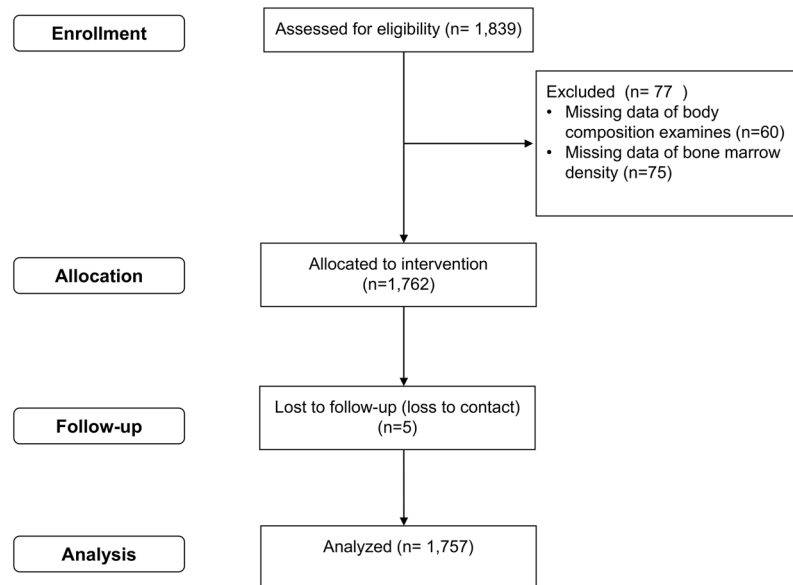 Enrollment
Assessed for eligibility (n= 1,839)
Excluded (n= 77 )
• Missing data of body
composition examines (n=60)
• Missing data of bone marrow
density (n=75)
Allocation
Allocated to intervention
(n=1,762)
Follow-up
Lost to follow-up (loss to contact)
(n=5)
Analysis
Analyzed (n= 1,757)